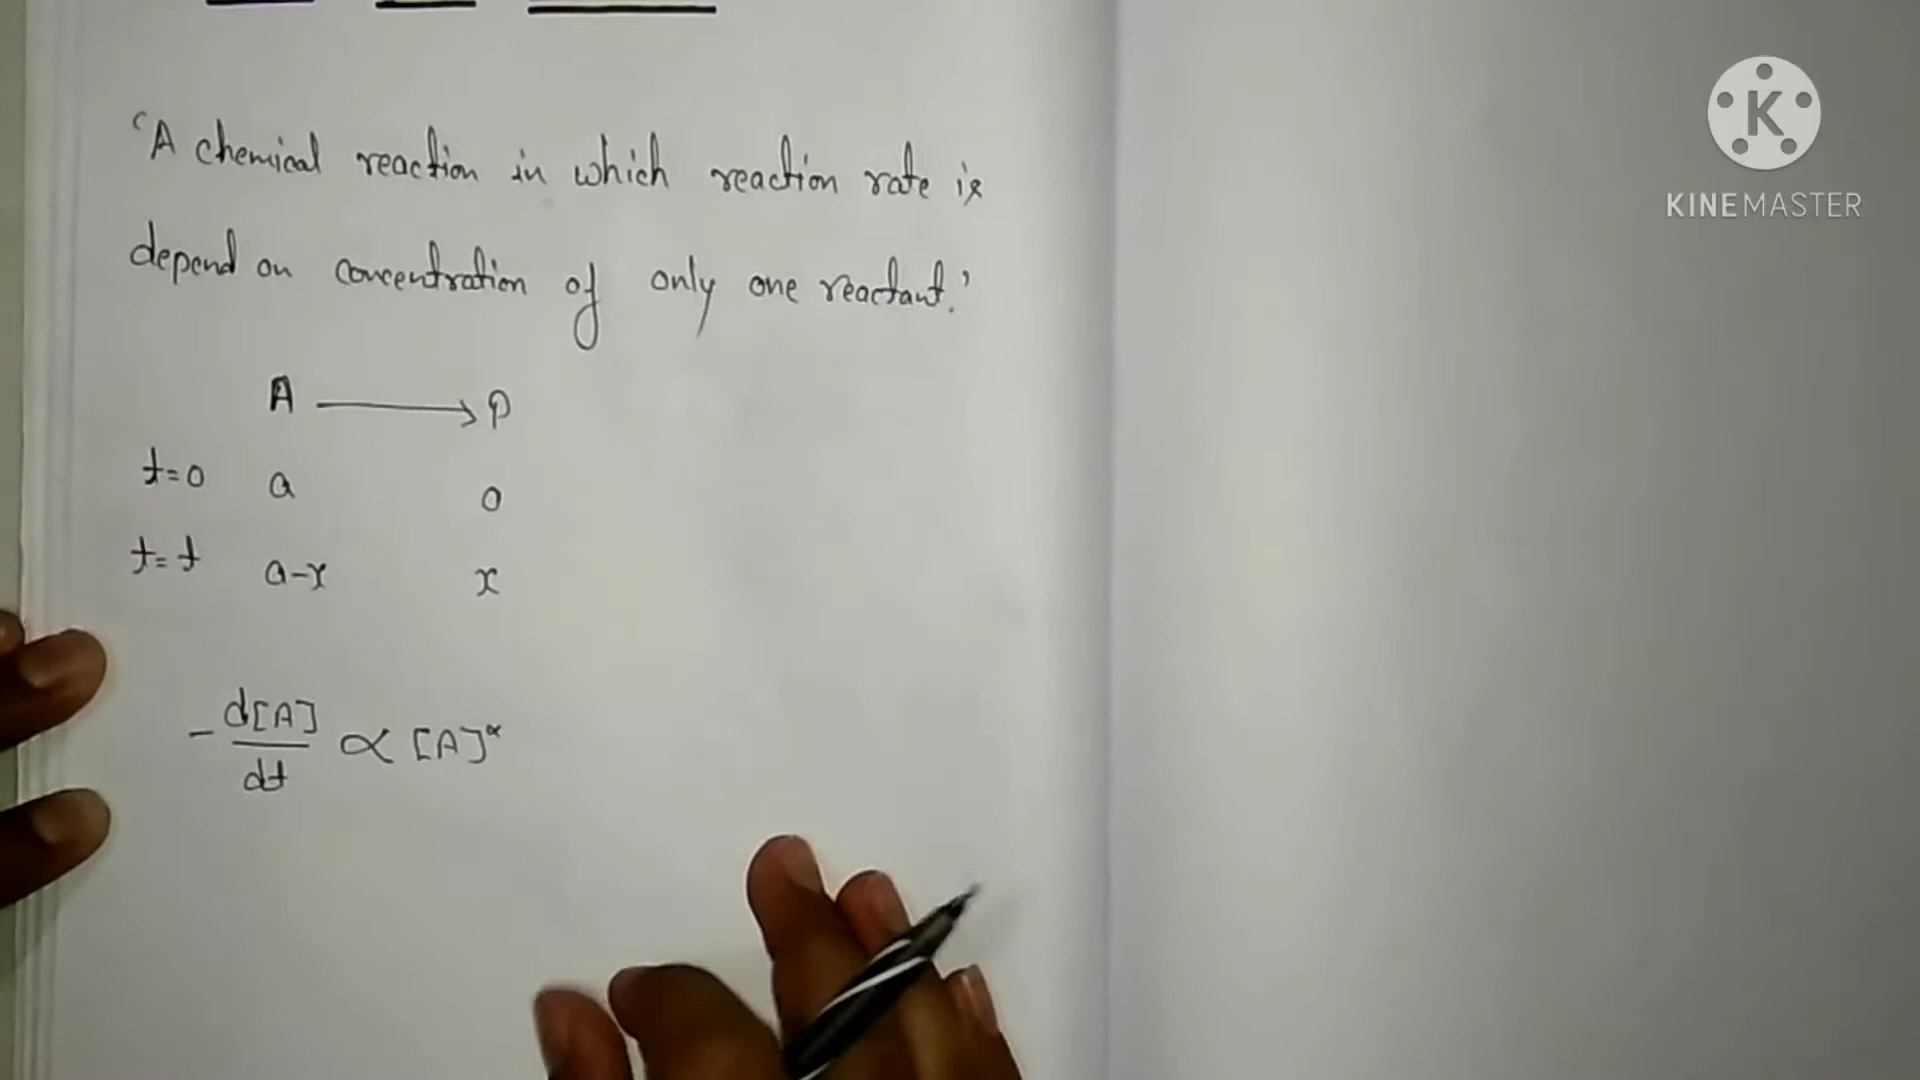 'A chemical reaction in which reaction rate is
depend on concentration of only one reactant.'
A ⟶ P
t=0 a 0
t=t a-x x
-d[A]/dt ∝ [A]^α
K
KINEMASTER